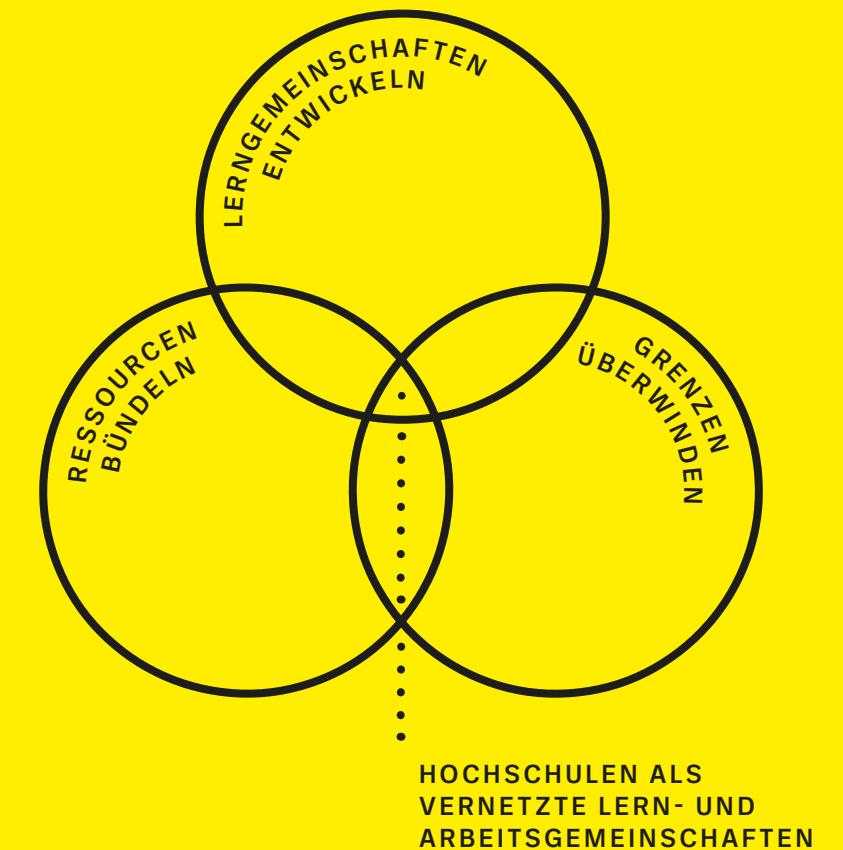 LERNGEMEINSCHAFTEN
ENTWICKELN
RESSOURCEN
BÜNDELN
GRENZEN
ÜBERWINDEN
HOCHSCHULEN ALS
VERNETZTE LERN- UND
ARBEITSGEMEINSCHAFTEN